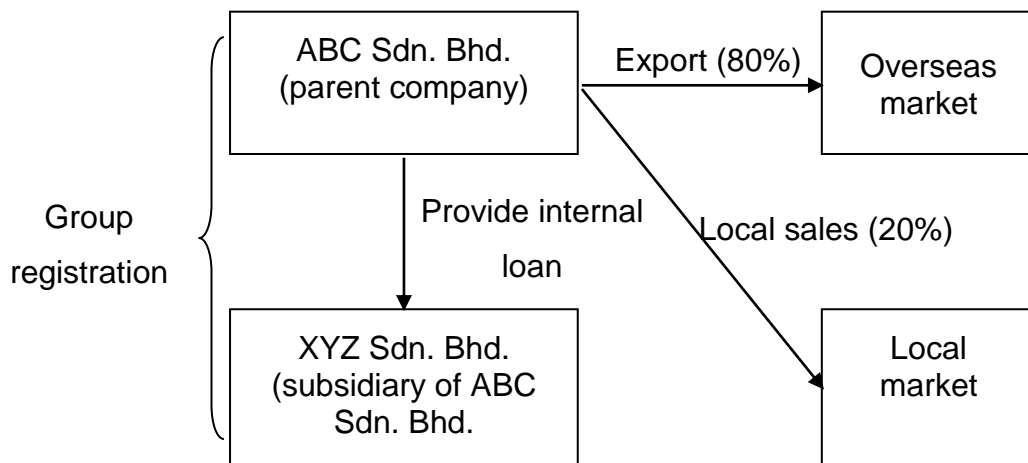 ABC Sdn. Bhd.
(parent company)
Export (80%)
Overseas
market
Group
registration
Provide internal
loan
Local sales (20%)
XYZ Sdn. Bhd.
(subsidiary of ABC
Sdn. Bhd.
Local
market